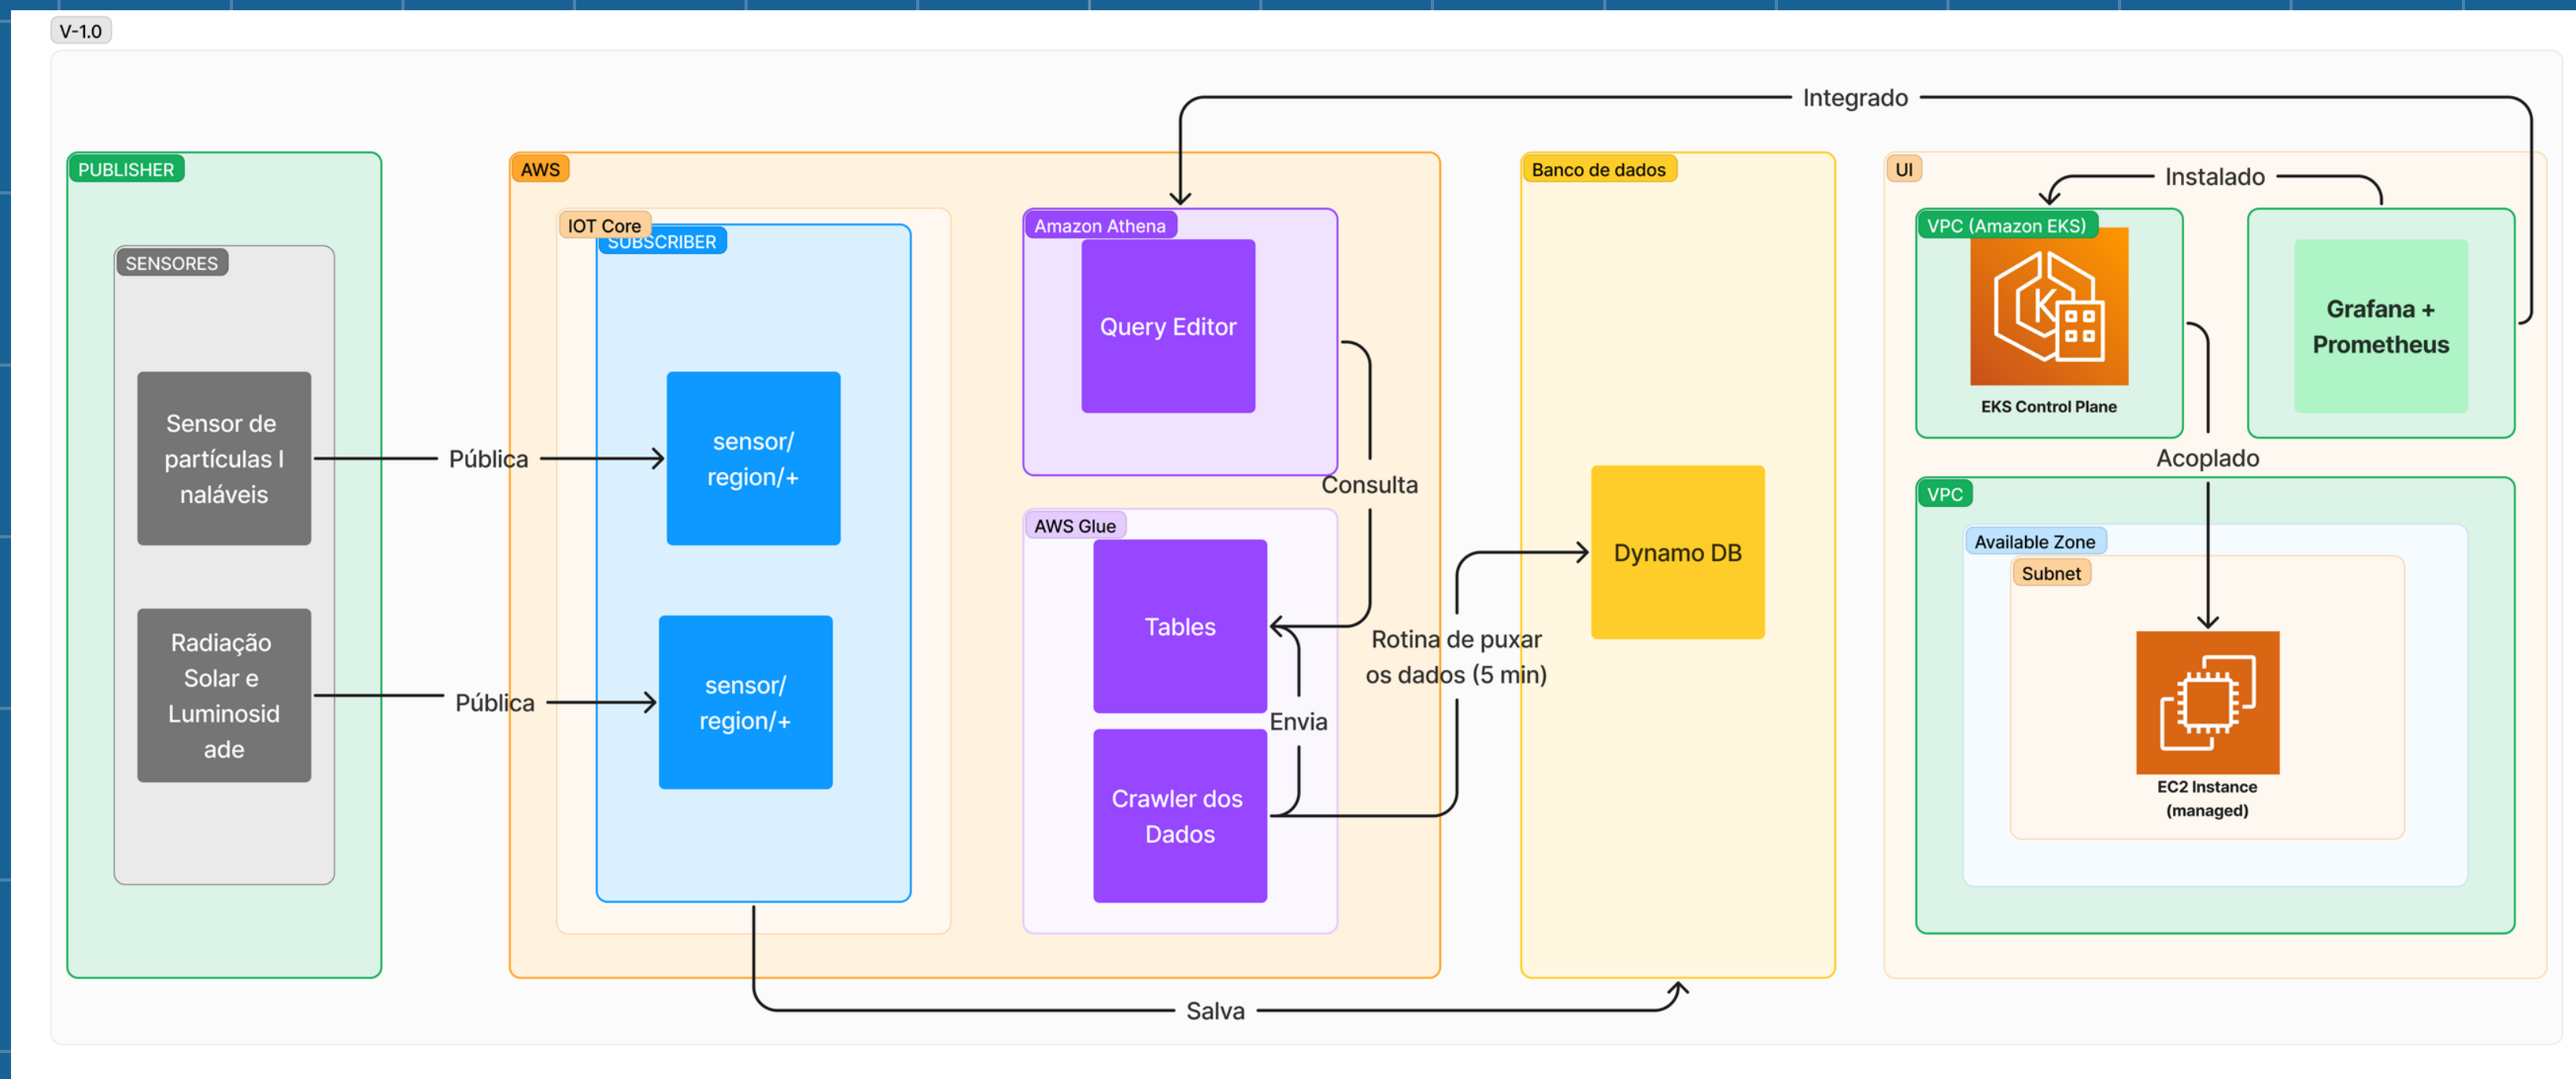 V-1.0
Integrado
PUBLISHER
SENSORES
Sensor de
partículas I
naláveis
Radiação
Solar e
Luminosid
ade
Pública
Pública
AWS
IOT Core
SUBSCRIBER
sensor/
region/+
sensor/
region/+
Amazon Athena
Query Editor
Consulta
AWS Glue
Tables
Envia
Crawler dos
Dados
Rotina de puxar
os dados (5 min)
Salva
Banco de dados
Dynamo DB
UI
Instalado
VPC (Amazon EKS)
EKS Control Plane
Grafana +
Prometheus
Acoplado
VPC
Available Zone
Subnet
EC2 Instance
(managed)